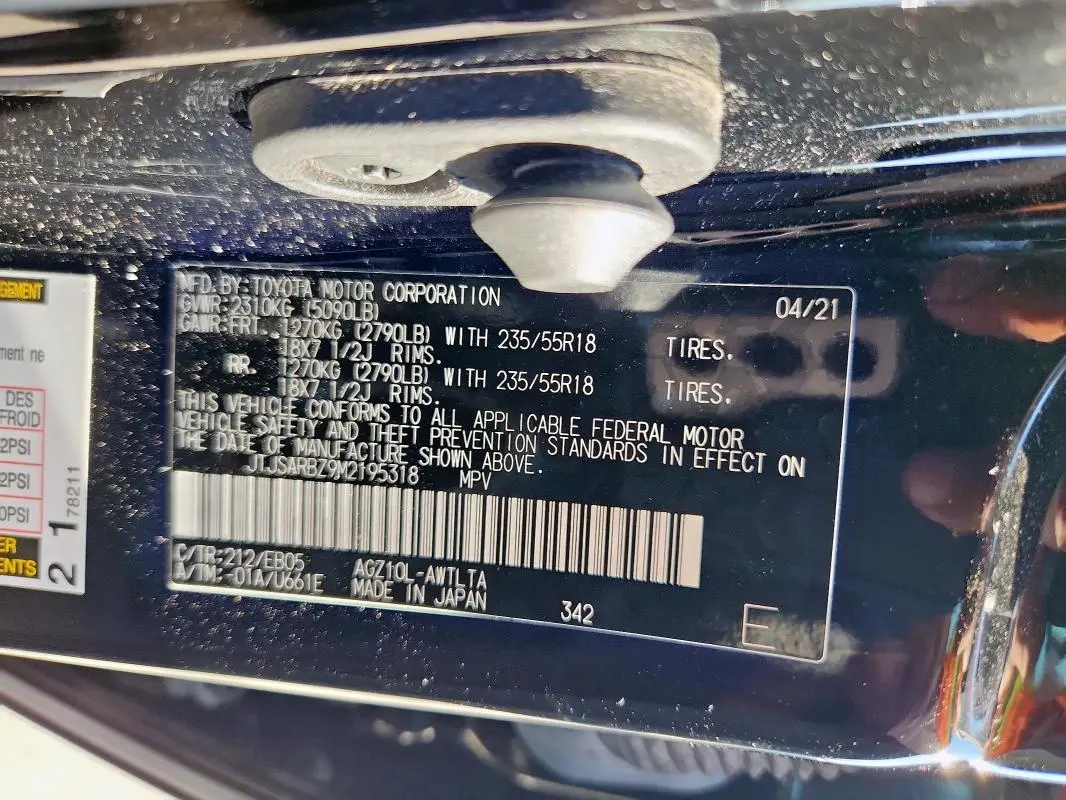 GEMENT
ment ne
DES
FROID
2PSI
2PSI
0PSI
ER
ENTS
2 1 78211
MFD. BY: TOYOTA MOTOR CORPORATION 04/21
GVWR: 2310KG (5090LB)
GAWR: FRT. 1270KG (2790LB) WITH 235/55R18 TIRES.
18X7 1/2J RIMS.
RR. 1270KG (2790LB) WITH 235/55R18 TIRES.
18X7 1/2J RIMS.
THIS VEHICLE CONFORMS TO ALL APPLICABLE FEDERAL MOTOR
VEHICLE SAFETY AND THEFT PREVENTION STANDARDS IN EFFECT ON
THE DATE OF MANUFACTURE SHOWN ABOVE.
JTJSARBZ9M2195318 MPV
C/TR: 212/EB05 AGZ10L-AWTLTA
A/TM: -01A/U661E MADE IN JAPAN
342
E